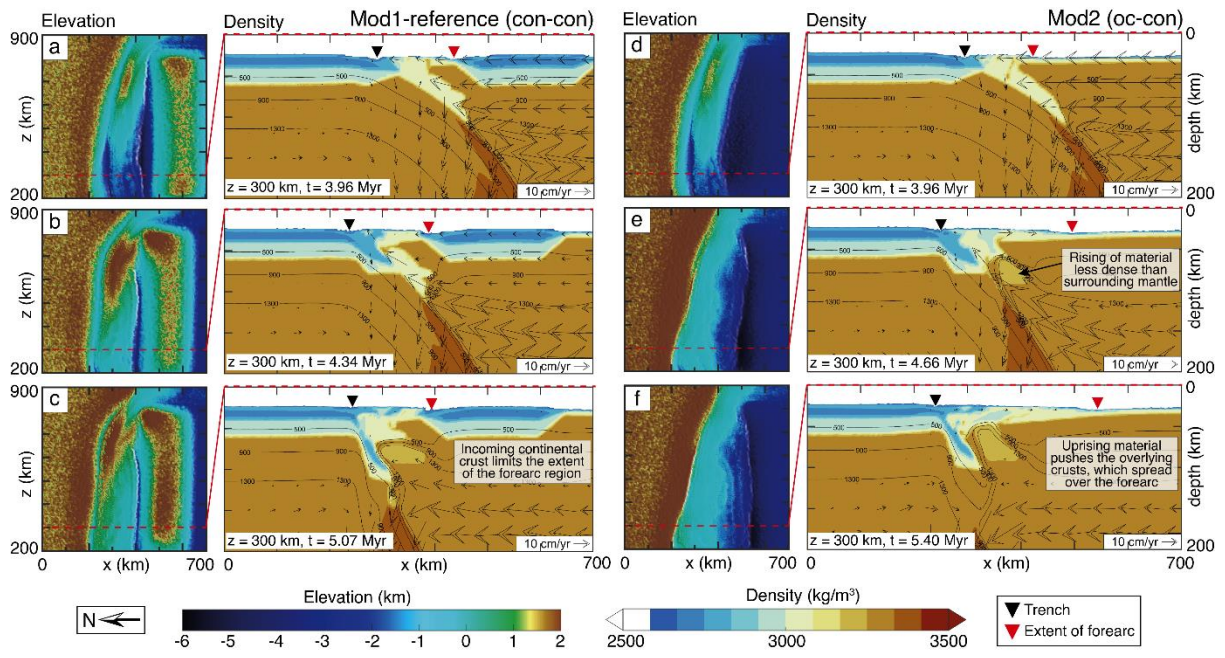 Elevation Density Mod1-reference (con-con) Elevation Density Mod2 (oc-con)
900
z (km)
200
a
500
900
1300
500
900
z = 300 km, t = 3.96 Myr
10 cm/yr
d
500
900
1300
z = 300 km, t = 3.96 Myr
10 cm/yr
0
depth (km)
200
900
z (km)
200
b
500
900
1300
500
900
1300
z = 300 km, t = 4.34 Myr
10 cm/yr
e
500
900
1300
Rising of material
less dense than
surrounding mantle
z = 300 km, t = 4.66 Myr
10 cm/yr
0
depth (km)
200
900
z (km)
200
c
500
900
1300
500
Incoming continental
crust limits the extent
of the forearc region
z = 300 km, t = 5.07 Myr
10 cm/yr
f
500
900
1300
Uprising material
pushes the overlying
crusts, which spread
over the forearc
z = 300 km, t = 5.40 Myr
10 cm/yr
0
depth (km)
200
0 x (km) 700 0 x (km) 700 0 x (km) 700 0 x (km) 700
N
Elevation (km)
-6 -5 -4 -3 -2 -1 0 1 2
Density (kg/m³)
2500 3000 3500
Trench
Extent of forearc